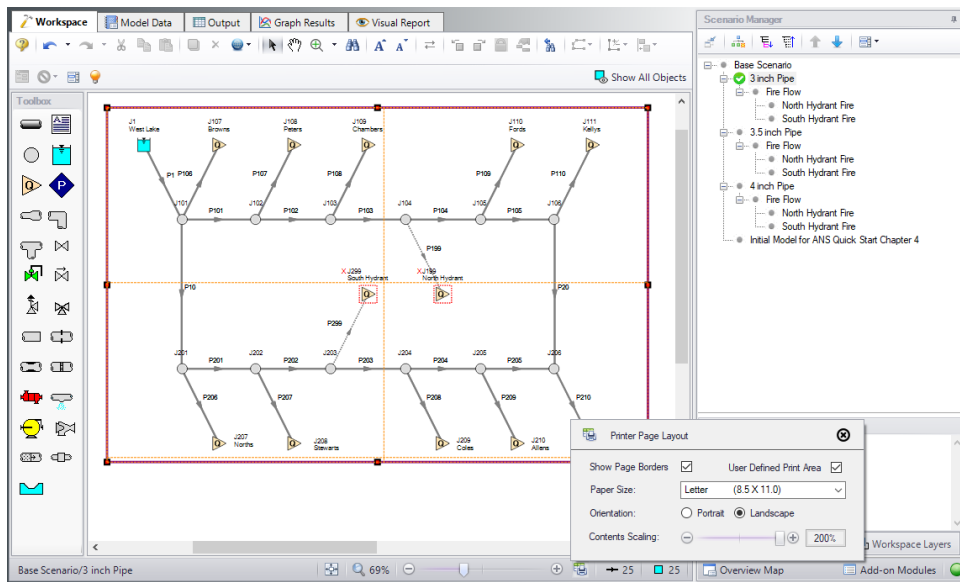 Workspace Model Data Output Graph Results Visual Report
Scenario Manager
Show All Objects
Toolbox
Base Scenario
3 inch Pipe
Fire Flow
North Hydrant Fire
South Hydrant Fire
3.5 inch Pipe
Fire Flow
North Hydrant Fire
South Hydrant Fire
4 inch Pipe
Fire Flow
North Hydrant Fire
South Hydrant Fire
Initial Model for ANS Quick Start Chapter 4
J1 J107 J108 J109 J110 J111
West Lake Browns Peters Chambers Fords Kellys
P1 P106 P107 P108 P109 P110
J101 J102 J103 J104 J105 J106
P101 P102 P103 P104 P105
P199
X J299 X J199
South Hydrant North Hydrant
P10 P20
P299
J201 J202 J203 J204 J205 J206
P201 P202 P203 P204 P205
P206 P207 P208 P209 P210
J207 J208 J209 J210
Norths Stewarts Coles Allens
Printer Page Layout
Show Page Borders User Defined Print Area
Paper Size: Letter (8.5 X 11.0)
Orientation: Portrait Landscape
Contents Scaling: 200%
Workspace Layers
Base Scenario/3 inch Pipe 69% 25 25 Overview Map Add-on Modules